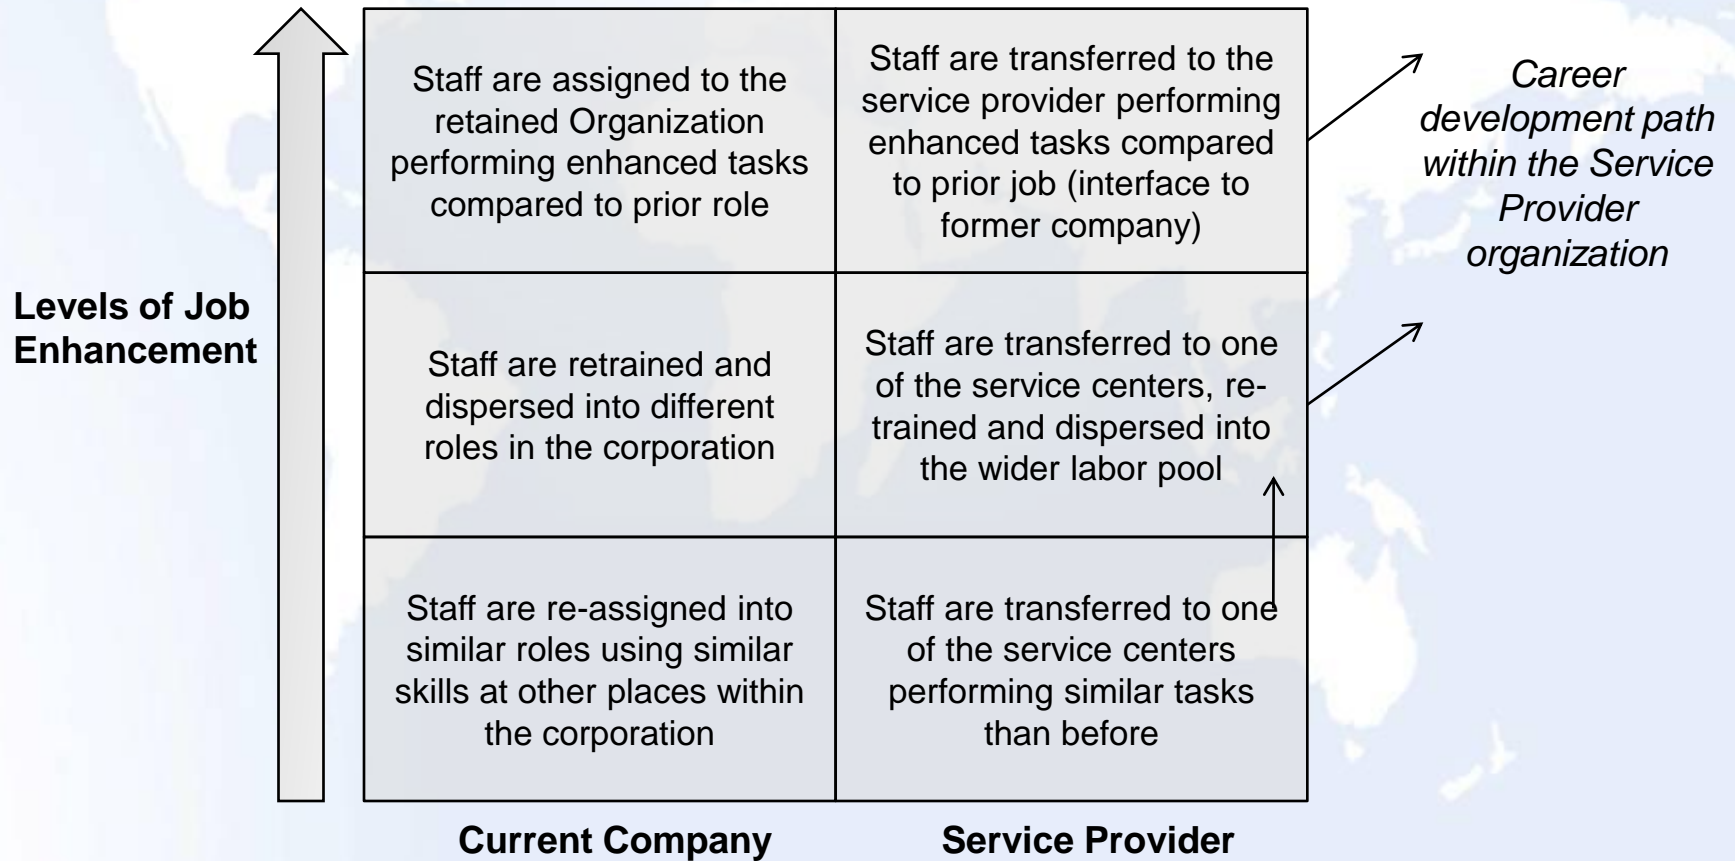 Staff are assigned to the
retained Organization
performing enhanced tasks
compared to prior role
Staff are transferred to the
service provider performing
enhanced tasks compared
to prior job (interface to
former company)
Career
development path
within the Service
Provider
organization
Levels of Job
Enhancement
Staff are retrained and
dispersed into different
roles in the corporation
Staff are transferred to one
of the service centers, re-
trained and dispersed into
the wider labor pool
Staff are re-assigned into
similar roles using similar
skills at other places within
the corporation
Staff are transferred to one
of the service centers
performing similar tasks
than before
Current Company
Service Provider